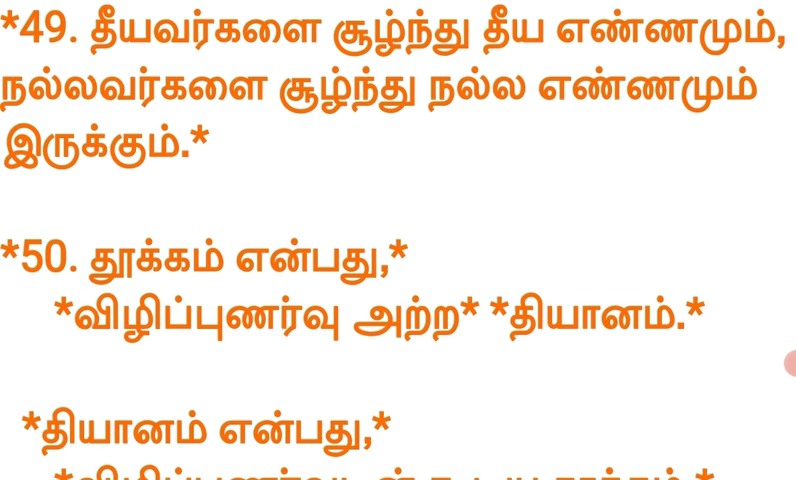 *49. தீயவர்களை சூழ்ந்து தீய எண்ணமும்,
நல்லவர்களை சூழ்ந்து நல்ல எண்ணமும்
இருக்கும்.*
*50. தூக்கம் என்பது,*
*விழிப்புணர்வு அற்ற* *தியானம்.*
*தியானம் என்பது,*